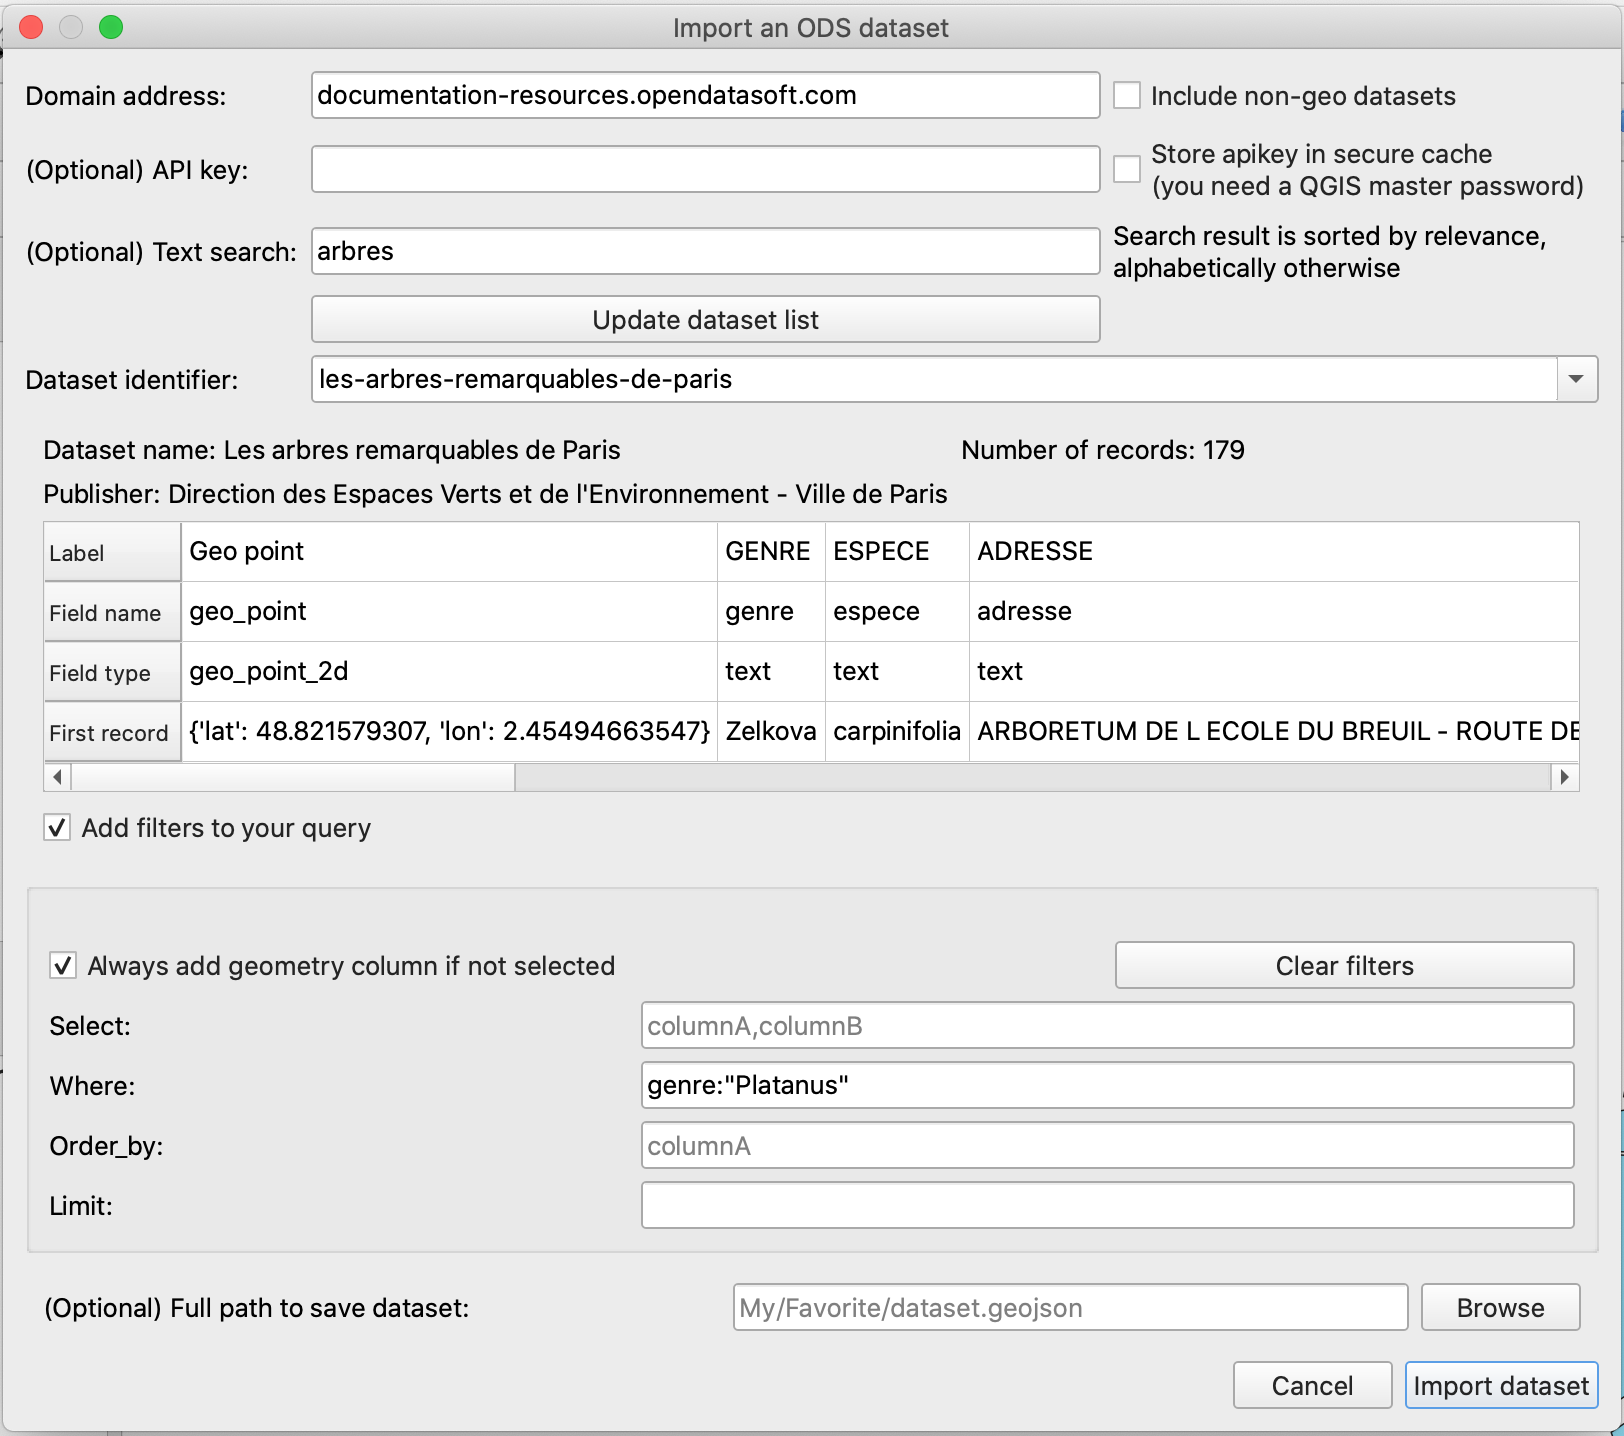 Import an ODS dataset
Domain address: documentation-resources.opendatasoft.com Include non-geo datasets
(Optional) API key: Store apikey in secure cache
(you need a QGIS master password)
(Optional) Text search: arbres Search result is sorted by relevance,
alphabetically otherwise
Update dataset list
Dataset identifier: les-arbres-remarquables-de-paris
Dataset name: Les arbres remarquables de Paris Number of records: 179
Publisher: Direction des Espaces Verts et de l'Environnement - Ville de Paris
Label Geo point GENRE ESPECE ADRESSE
Field name geo_point genre espece adresse
Field type geo_point_2d text text text
First record {'lat': 48.821579307, 'lon': 2.45494663547} Zelkova carpinifolia ARBORETUM DE L ECOLE DU BREUIL - ROUTE DE
Add filters to your query
Always add geometry column if not selected Clear filters
Select: columnA,columnB
Where: genre:"Platanus"
Order_by: columnA
Limit:
(Optional) Full path to save dataset: My/Favorite/dataset.geojson Browse
Cancel Import dataset